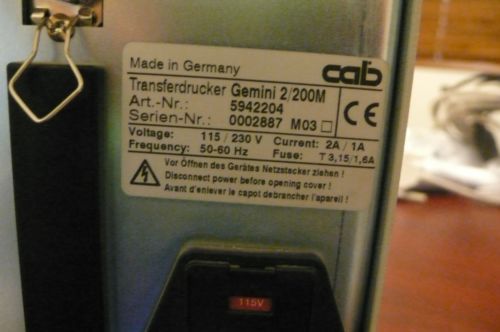 Made in Germany cab
Transferdrucker Gemini 2/200M
Art.-Nr.: 5942204
Serien-Nr.: 0002887 M03 CE
Voltage: 115 / 230 V Current: 2A / 1A
Frequency: 50-60 Hz Fuse: T 3,15/1,6A
Vor Öffnen des Gerätes Netzstecker ziehen !
Disconnect power before opening cover !
Avant d'enlever le capot debrancher l'apareil !
115V